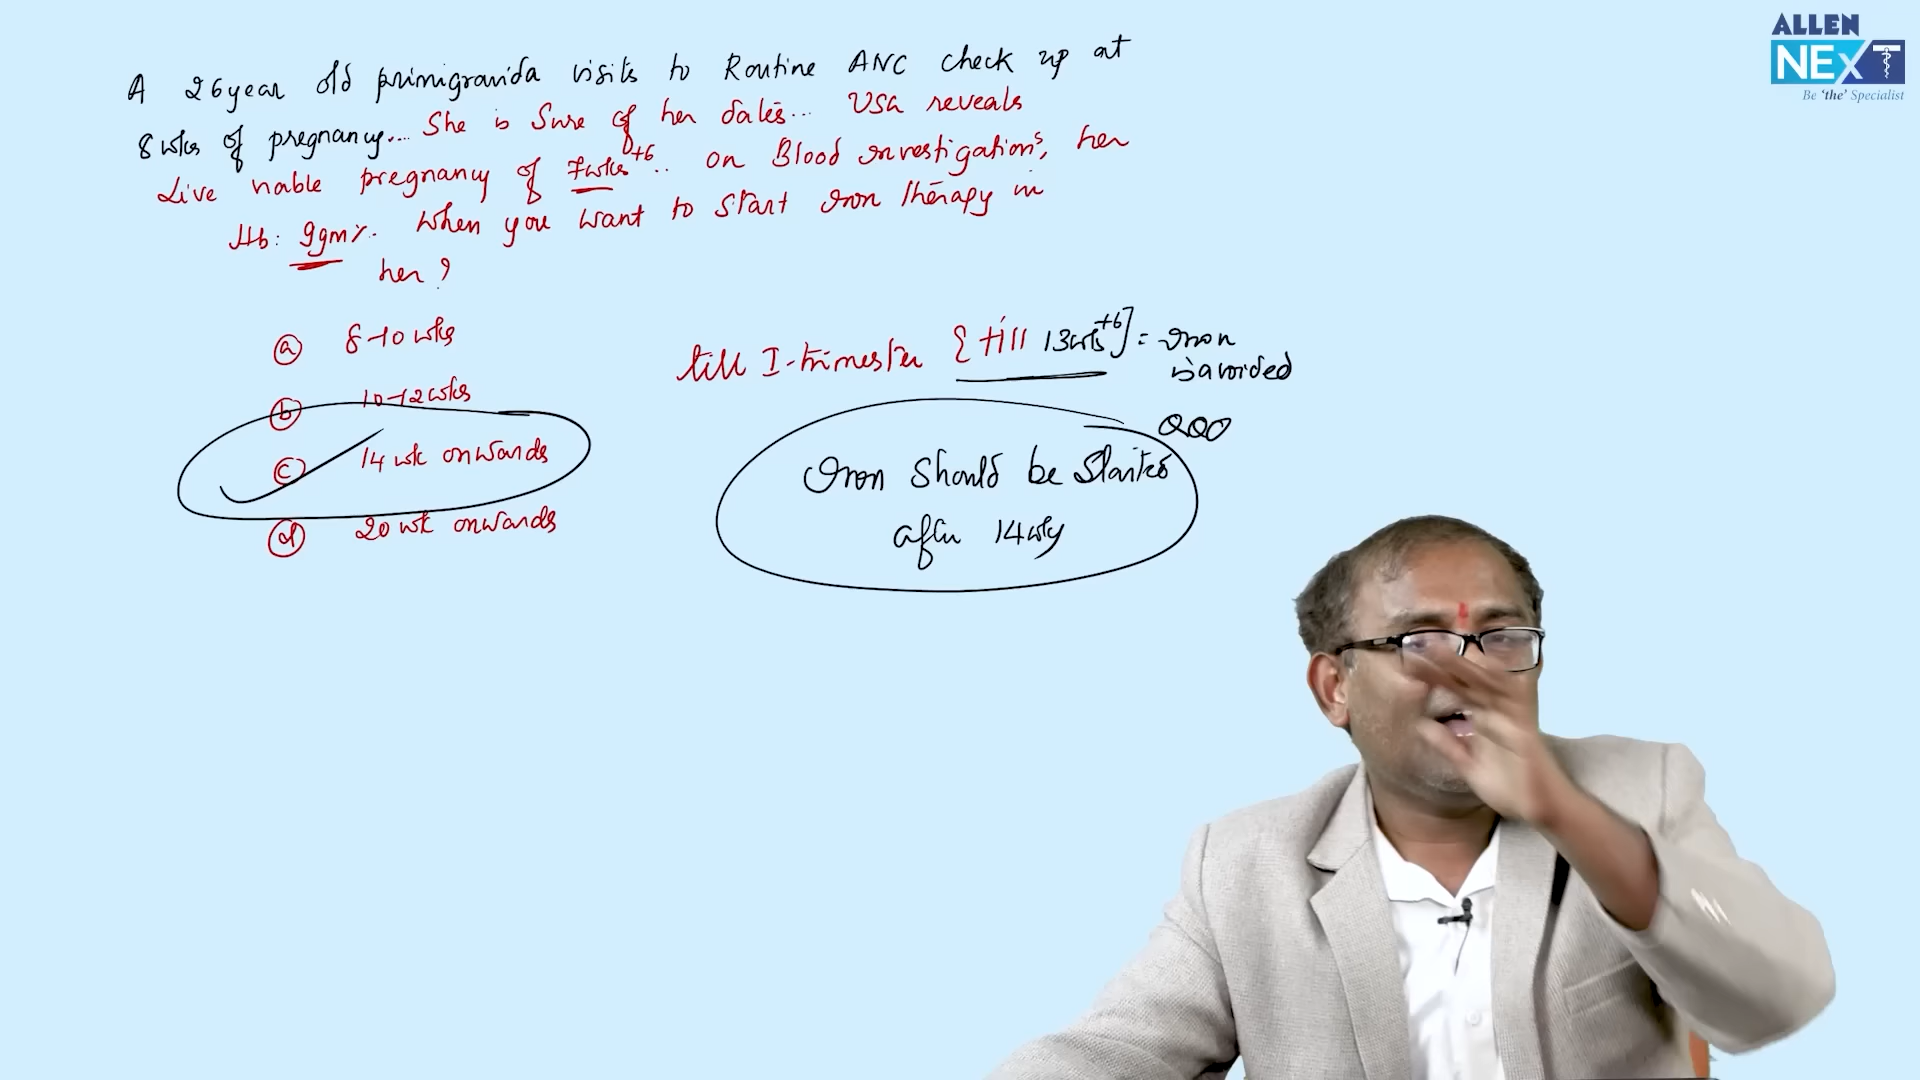 A 26year old primigravida visits to Routine ANC check up at
8 wks of pregnancy.... She is Sure of her dates... USG reveals
Live viable pregnancy of 7wks+6.. on Blood investigations, her
Hb: 9gm%. When you want to start Iron therapy in
her?
a 8-10 wks
b 10-12 wks
c 14 wk onwards
d 20 wk onwards
till I-trimester {till 13wks+6] = Iron
is avoided
Iron Should be Started
after 14wks
ALLEN
NEXT
Be 'the' Specialist